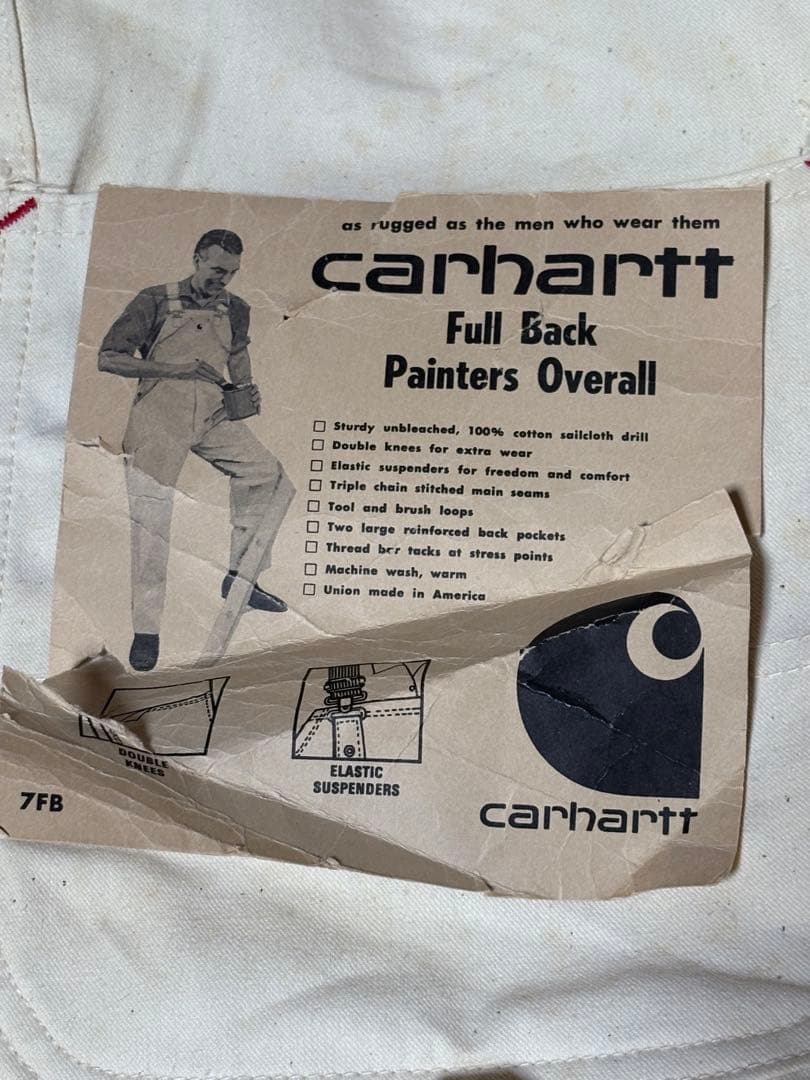 as rugged as the men who wear them
carhartt
Full Back
Painters Overall
☐ Sturdy unbleached, 100% cotton sailcloth drill
☐ Double knees for extra wear
☐ Elastic suspenders for freedom and comfort
☐ Triple chain stitched main seams
☐ Tool and brush loops
☐ Two large reinforced back pockets
☐ Thread bar tacks at stress points
☐ Machine wash, warm
☐ Union made in America
DOUBLE
KNEES
ELASTIC
SUSPENDERS
7FB
carhartt